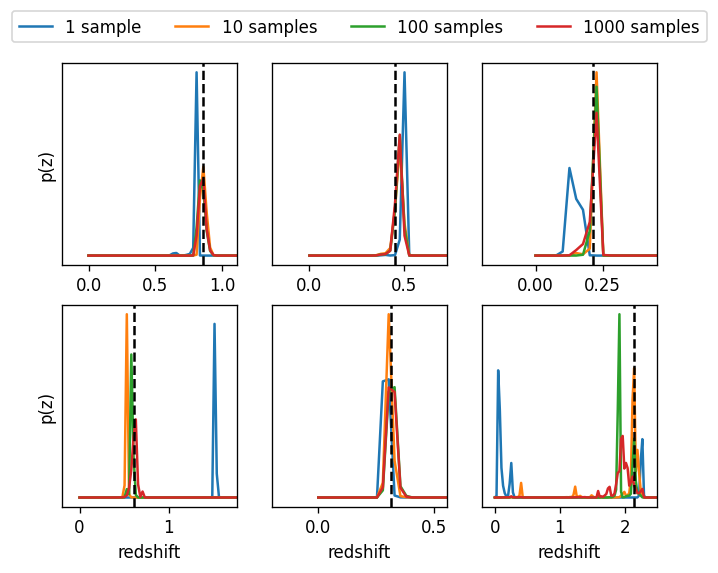 1 sample 10 samples 100 samples 1000 samples
p(z)
0.0 0.5 1.0 0.0 0.5 0.00 0.25
p(z)
0 1 0.0 0.5 0 1 2
redshift redshift redshift